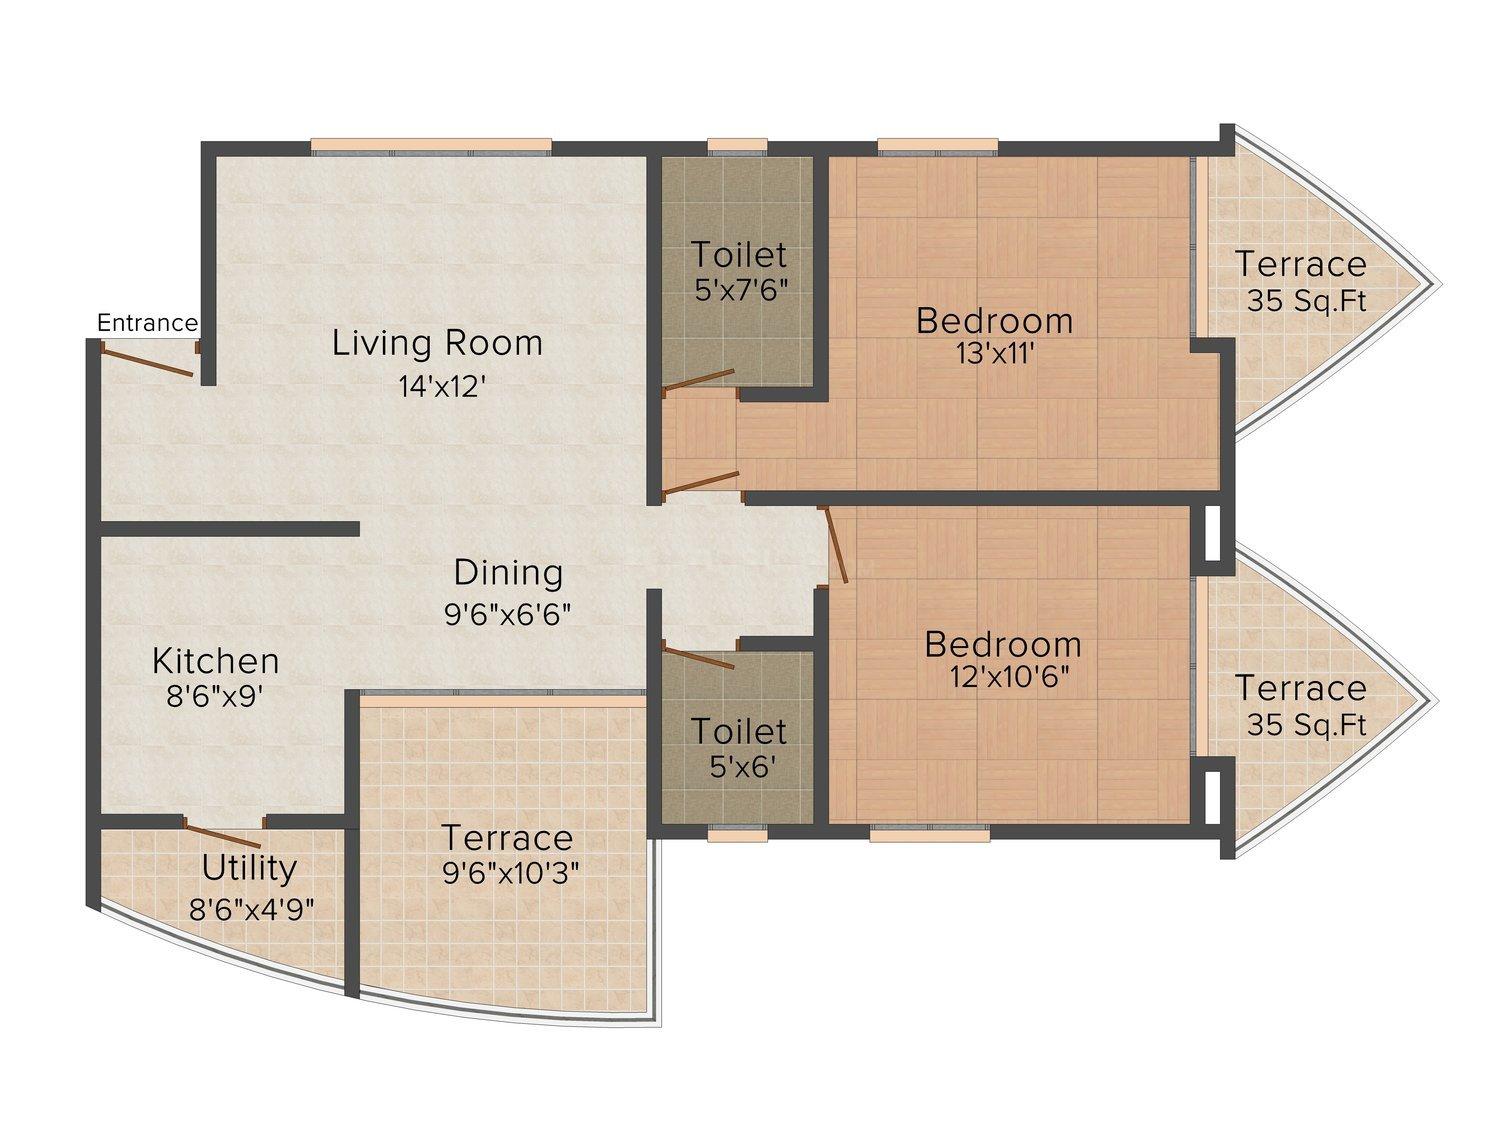 Entrance
Living Room
14'x12'
Toilet
5'x7'6"
Bedroom
13'x11'
Terrace
35 Sq.Ft
Dining
9'6"x6'6"
Kitchen
8'6"x9'
Toilet
5'x6'
Bedroom
12'x10'6"
Terrace
35 Sq.Ft
Utility
8'6"x4'9"
Terrace
9'6"x10'3"